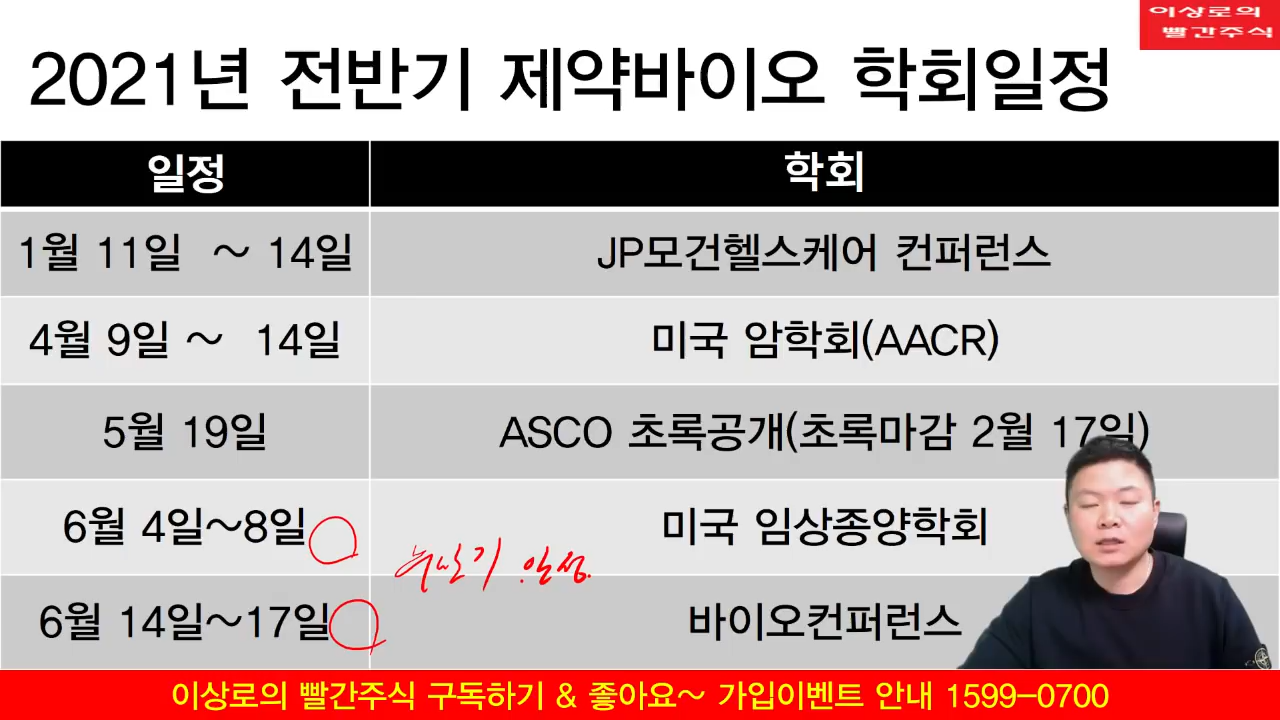 이상로의
빨간주식
2021년 전반기 제약바이오 학회일정
일정 학회
1월 11일 ~ 14일 JP모건헬스케어 컨퍼런스
4월 9일 ~ 14일 미국 암학회(AACR)
5월 19일 ASCO 초록공개(초록마감 2월 17일)
6월 4일~8일 미국 임상종양학회
6월 14일~17일 바이오컨퍼런스
이상로의 빨간주식 구독하기 & 좋아요~ 가입이벤트 안내 1599-0700